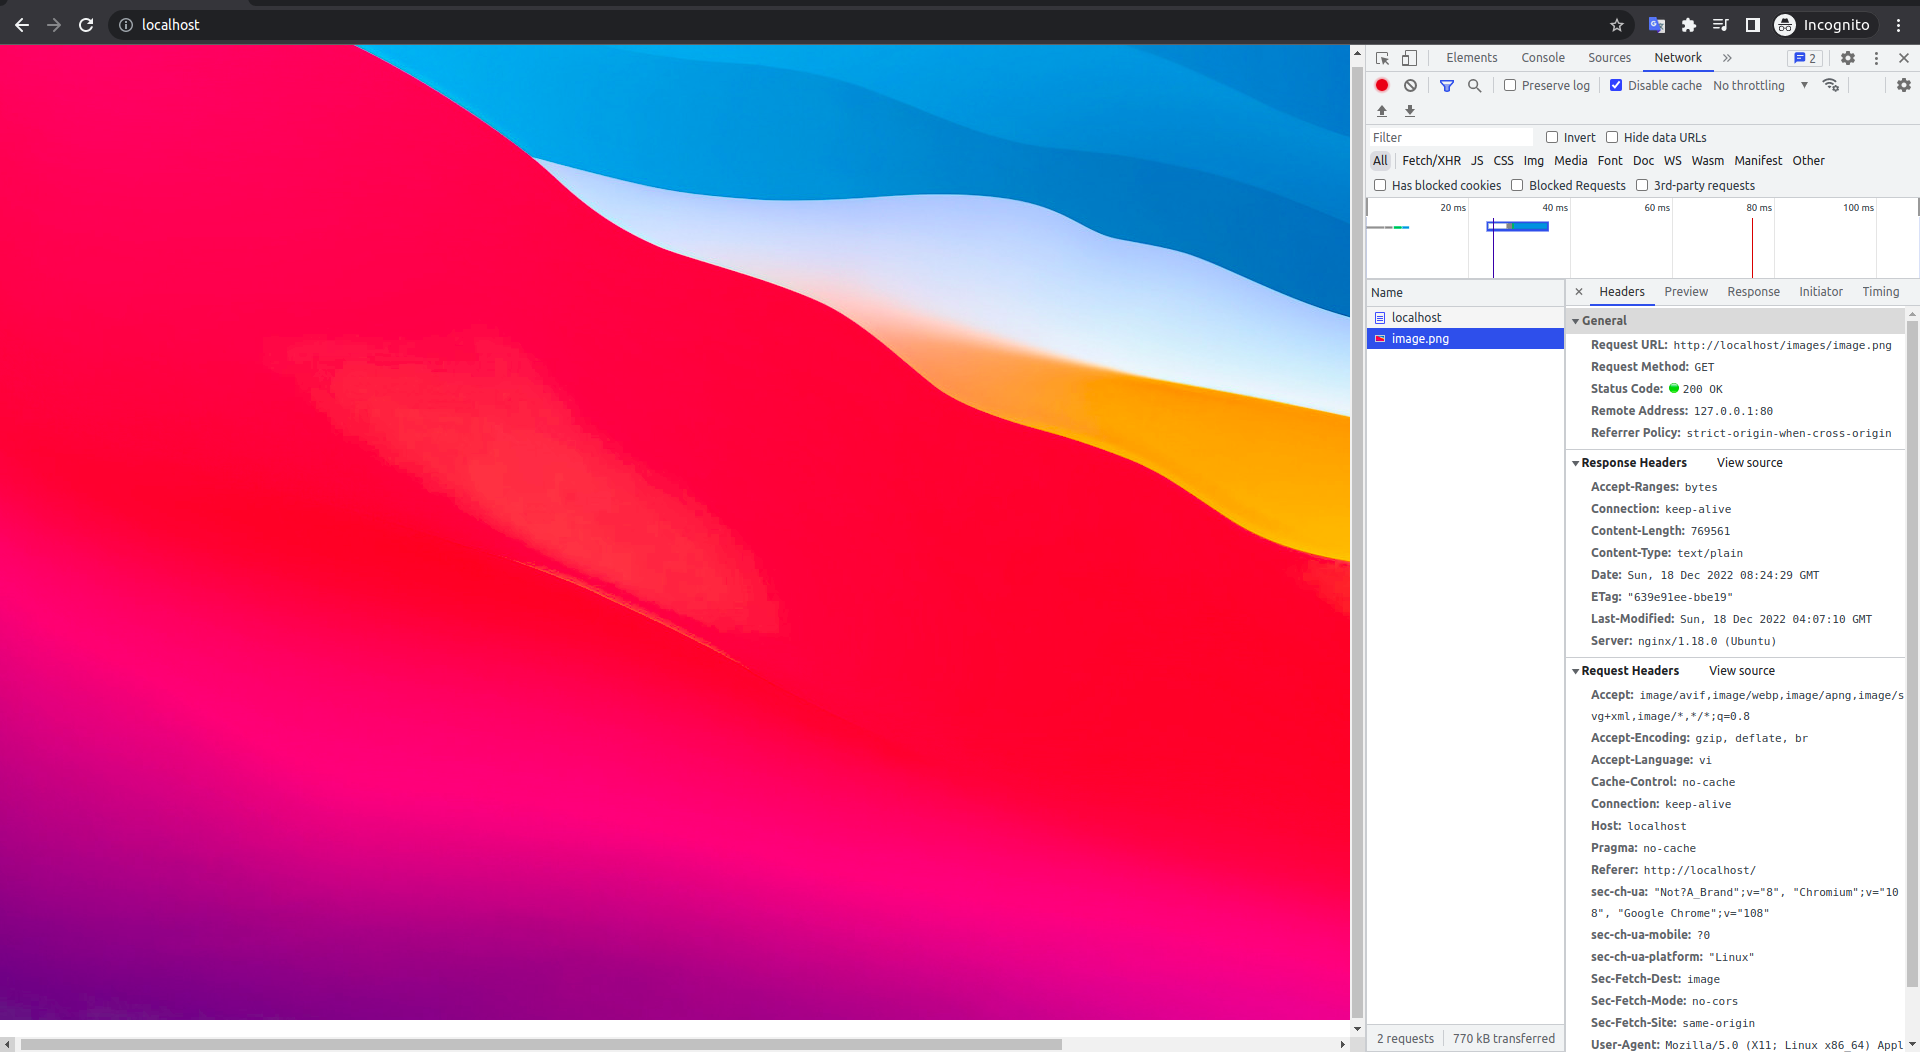 localhost
Incognito
Elements Console Sources Network » 2
Preserve log Disable cache No throttling
Filter Invert Hide data URLs
All Fetch/XHR JS CSS Img Media Font Doc WS Wasm Manifest Other
Has blocked cookies Blocked Requests 3rd-party requests
20 ms 40 ms 60 ms 80 ms 100 ms
Name
localhost
image.png
× Headers Preview Response Initiator Timing
General
Request URL: http://localhost/images/image.png
Request Method: GET
Status Code: 200 OK
Remote Address: 127.0.0.1:80
Referrer Policy: strict-origin-when-cross-origin
Response Headers View source
Accept-Ranges: bytes
Connection: keep-alive
Content-Length: 769561
Content-Type: text/plain
Date: Sun, 18 Dec 2022 08:24:29 GMT
ETag: "639e91ee-bbe19"
Last-Modified: Sun, 18 Dec 2022 04:07:10 GMT
Server: nginx/1.18.0 (Ubuntu)
Request Headers View source
Accept: image/avif,image/webp,image/apng,image/s
vg+xml,image/*,*/*;q=0.8
Accept-Encoding: gzip, deflate, br
Accept-Language: vi
Cache-Control: no-cache
Connection: keep-alive
Host: localhost
Pragma: no-cache
Referer: http://localhost/
sec-ch-ua: "Not?A_Brand";v="8", "Chromium";v="10
8", "Google Chrome";v="108"
sec-ch-ua-mobile: ?0
sec-ch-ua-platform: "Linux"
Sec-Fetch-Dest: image
Sec-Fetch-Mode: no-cors
Sec-Fetch-Site: same-origin
User-Agent: Mozilla/5.0 (X11; Linux x86_64) Appl
2 requests 770 kB transferred